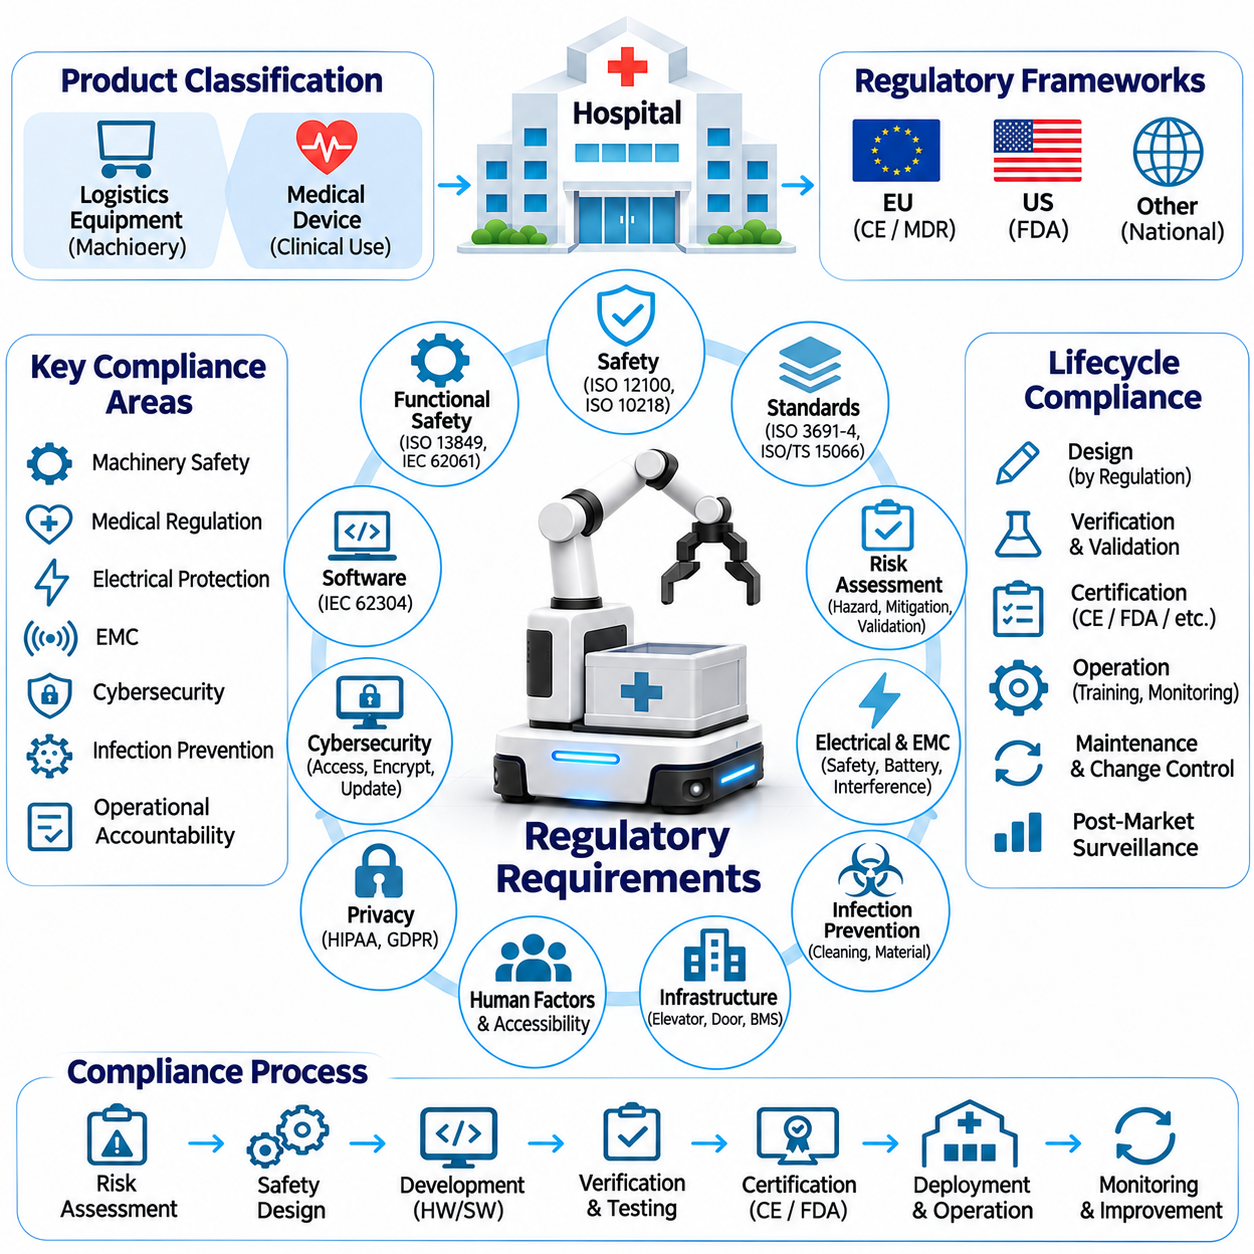 Product Classification
Logistics
Equipment
(Machioery)
Medical
Device
(Clinical Use)
Hospital
Regulatory Frameworks
EU
(CE / MDR)
US
(FDA)
Other
(National)
Key Compliance
Areas
Machinery Safety
Medical Regulation
Electrical Protection
EMC
Cybersecurity
Infection Prevention
Operational
Accountability
Safety
(ISO 12100,
ISO 10218)
Functional
Safety
(ISO 13849,
IEC 62061)
Standards
(ISO 3691-4,
ISO/TS 15066)
Software
(IEC 62304)
</>
Risk
Assessment
(Hazard, Mitigation,
Validation)
Cybersecurity
(Access, Encrypt,
Update)
Electrical & EMC
(Safety, Battery,
Interference)
Privacy
(HIPAA, GDPR)
Infection
Prevention
(Cleaning, Material)
Human Factors
& Accessibility
Infrastructure
(Elevator, Door, BMS)
Regulatory
Requirements
Lifecycle
Compliance
Design
(by Regulation)
Verification
& Validation
Certification
(CE / FDA / etc.)
Operation
(Training, Monitoring)
Maintenance
& Change Control
Post-Market
Surveillance
Compliance Process
Risk
Assessment
Safety
Design
</>
Development
(HW/SW)
Verification
& Testing
Certification
(CE / FDA)
Deployment
& Operation
Monitoring
& Improvement